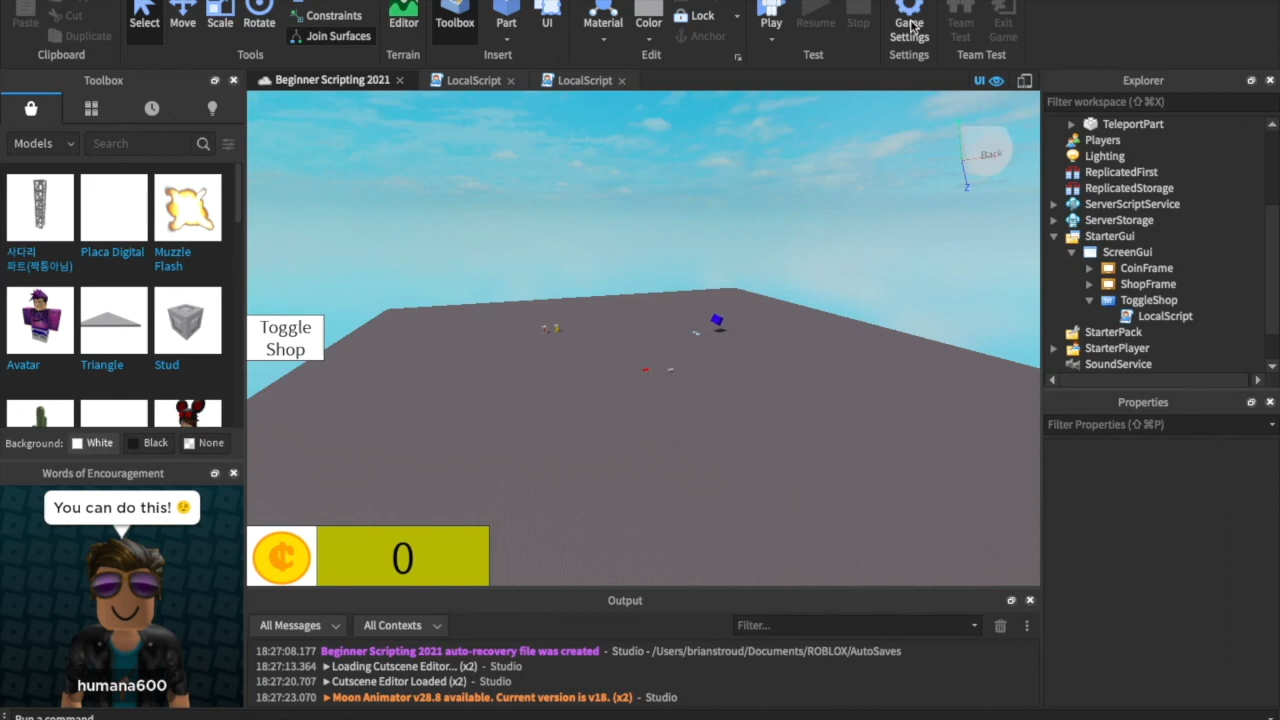 Paste
Cut
Duplicate
Clipboard
Select
Move
Scale
Rotate
Constraints
Join Surfaces
Tools
Editor
Terrain
Toolbox
Part
UI
Insert
Material
Color
Lock
Anchor
Edit
Play
Resume
Stop
Test
Game
Settings
Settings
Team
Test
Exit
Game
Team Test
Toolbox
Models
Search
사다리
파트(짝퉁아님)
Placa Digital
Muzzle
Flash
Avatar
Triangle
Stud
Background:
White
Black
None
Words of Encouragement
You can do this! 😉
humana600
Beginner Scripting 2021
LocalScript
LocalScript
UI
Back
Z
Toggle
Shop
0
Output
All Messages
All Contexts
Filter...
18:27:08.177 Beginner Scripting 2021 auto-recovery file was created - Studio - /Users/brianstroud/Documents/ROBLOX/AutoSaves
18:27:13.364 ▶Loading Cutscene Editor... (x2) - Studio
18:27:20.707 ▶Cutscene Editor Loaded (x2) - Studio
18:27:23.070 ▶Moon Animator v28.8 available. Current version is v18. (x2) - Studio
Explorer
Filter workspace (⇧⌘X)
TeleportPart
Players
Lighting
ReplicatedFirst
ReplicatedStorage
ServerScriptService
ServerStorage
StarterGui
ScreenGui
CoinFrame
ShopFrame
ToggleShop
LocalScript
StarterPack
StarterPlayer
SoundService
Properties
Filter Properties (⇧⌘P)
Run a command